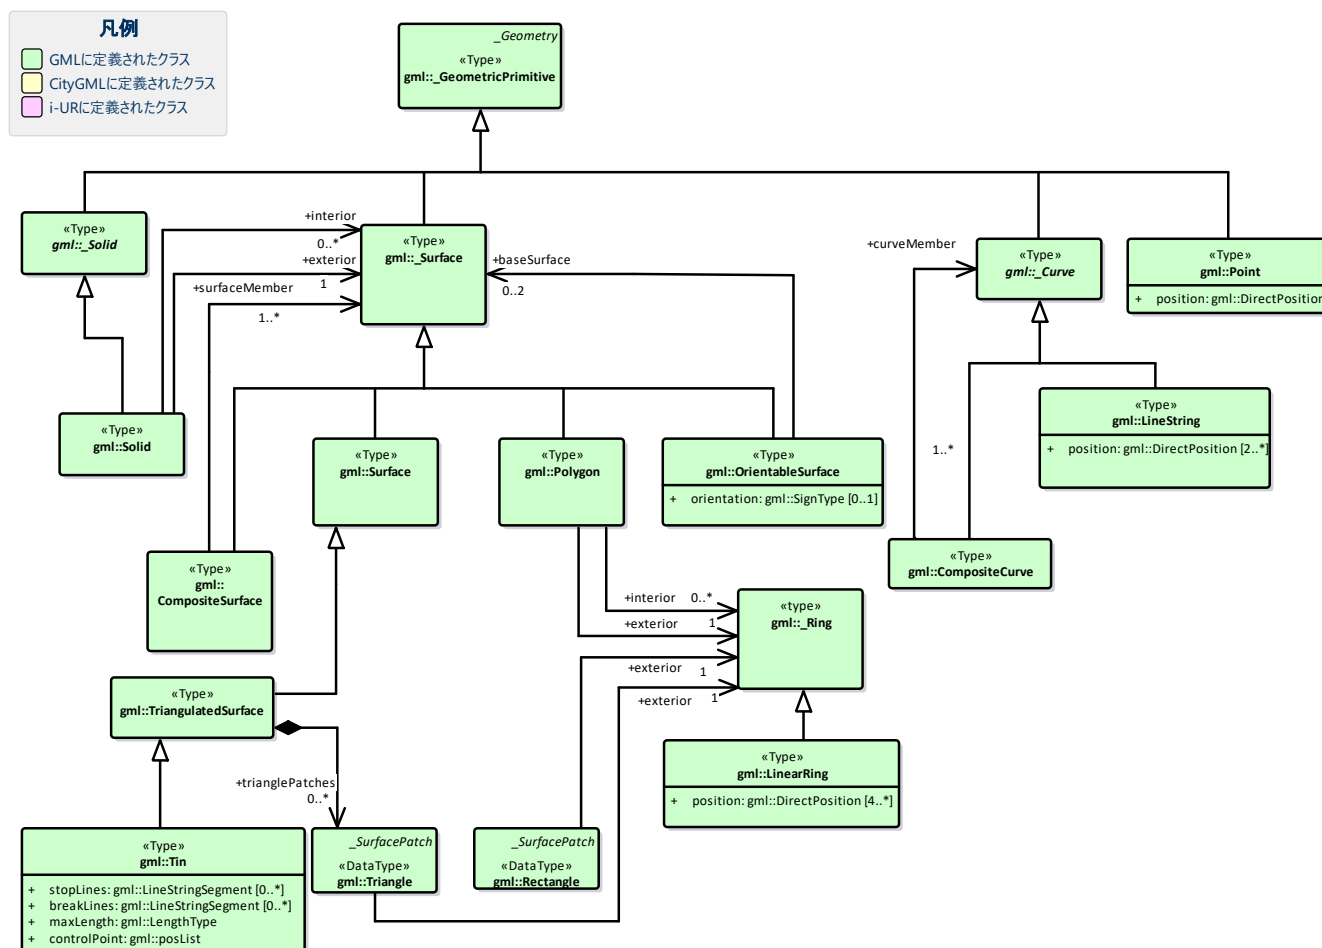 凡例
GMLに定義されたクラス
CityGMLに定義されたクラス
i-URに定義されたクラス
_Geometry
«Type»
gml::_GeometricPrimitive
«Type»
gml::_Solid
+interior
0..*
+exterior
1
+surfaceMember
1..*
«Type»
gml::_Surface
+baseSurface
0..2
+curveMember
«Type»
gml::_Curve
«Type»
gml::Point
+ position: gml::DirectPosition
«Type»
gml::Solid
«Type»
gml::Surface
«Type»
gml::Polygon
«Type»
gml::OrientableSurface
+ orientation: gml::SignType [0..1]
1..*
«Type»
gml::LineString
+ position: gml::DirectPosition [2..*]
«Type»
gml::
CompositeSurface
«Type»
gml::CompositeCurve
+interior 0..*
+exterior 1
+exterior 1
+exterior 1
«type»
gml::_Ring
«Type»
gml::TriangulatedSurface
+trianglePatches
0..*
«Type»
gml::LinearRing
+ position: gml::DirectPosition [4..*]
«Type»
gml::Tin
+ stopLines: gml::LineStringSegment [0..*]
+ breakLines: gml::LineStringSegment [0..*]
+ maxLength: gml::LengthType
+ controlPoint: gml::posList
_SurfacePatch
«DataType»
gml::Triangle
_SurfacePatch
«DataType»
gml::Rectangle